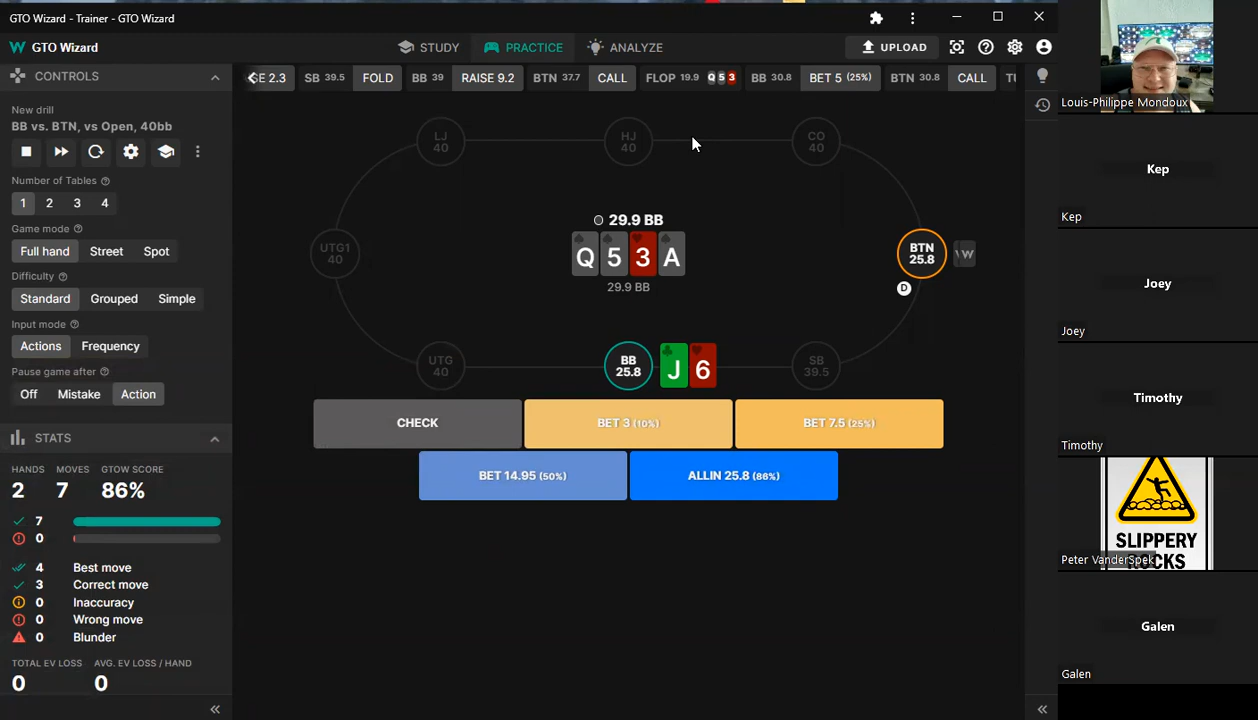 GTO Wizard - Trainer - GTO Wizard
W GTO Wizard
STUDY PRACTICE ANALYZE UPLOAD
CONTROLS
E 2.3 SB 39.5 FOLD BB 39 RAISE 9.2 BTN 37.7 CALL FLOP 19.9 Q 5 3 BB 30.8 BET 5 (25%) BTN 30.8 CALL TU
New drill
BB vs. BTN, vs Open, 40bb
Number of Tables ?
1 2 3 4
Game mode ?
Full hand Street Spot
Difficulty ?
Standard Grouped Simple
Input mode ?
Actions Frequency
Pause game after ?
Off Mistake Action
STATS
HANDS MOVES GTOW SCORE
2 7 86%
7
0
4 Best move
3 Correct move
0 Inaccuracy
0 Wrong move
0 Blunder
TOTAL EV LOSS AVG. EV LOSS / HAND
0 0
LJ
40
HJ
40
CO
40
29.9 BB
UTG1
40
Q 5 3 A
29.9 BB
BTN
25.8
W
D
UTG
40
BB
25.8
J 6
SB
39.5
CHECK BET 3 (10%) BET 7.5 (25%)
BET 14.95 (50%) ALLIN 25.8 (86%)
Louis-Philippe Mondoux
Kep
Kep
Joey
Joey
Timothy
Timothy
SLIPPERY
ROCKS
Peter VanderSpek
Galen
Galen